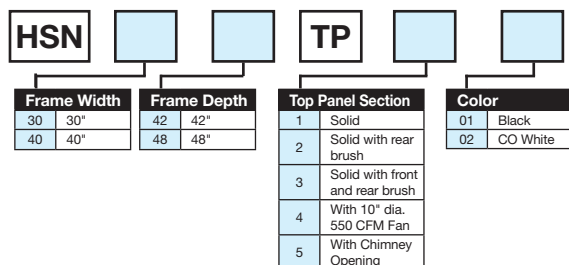 HSN TP
Frame Width
30 30"
40 40"
Frame Depth
42 42"
48 48"
Top Panel Section
1 Solid
2 Solid with rear
brush
3 Solid with front
and rear brush
4 With 10" dia.
550 CFM Fan
5 With Chimney
Opening
Color
01 Black
02 CO White